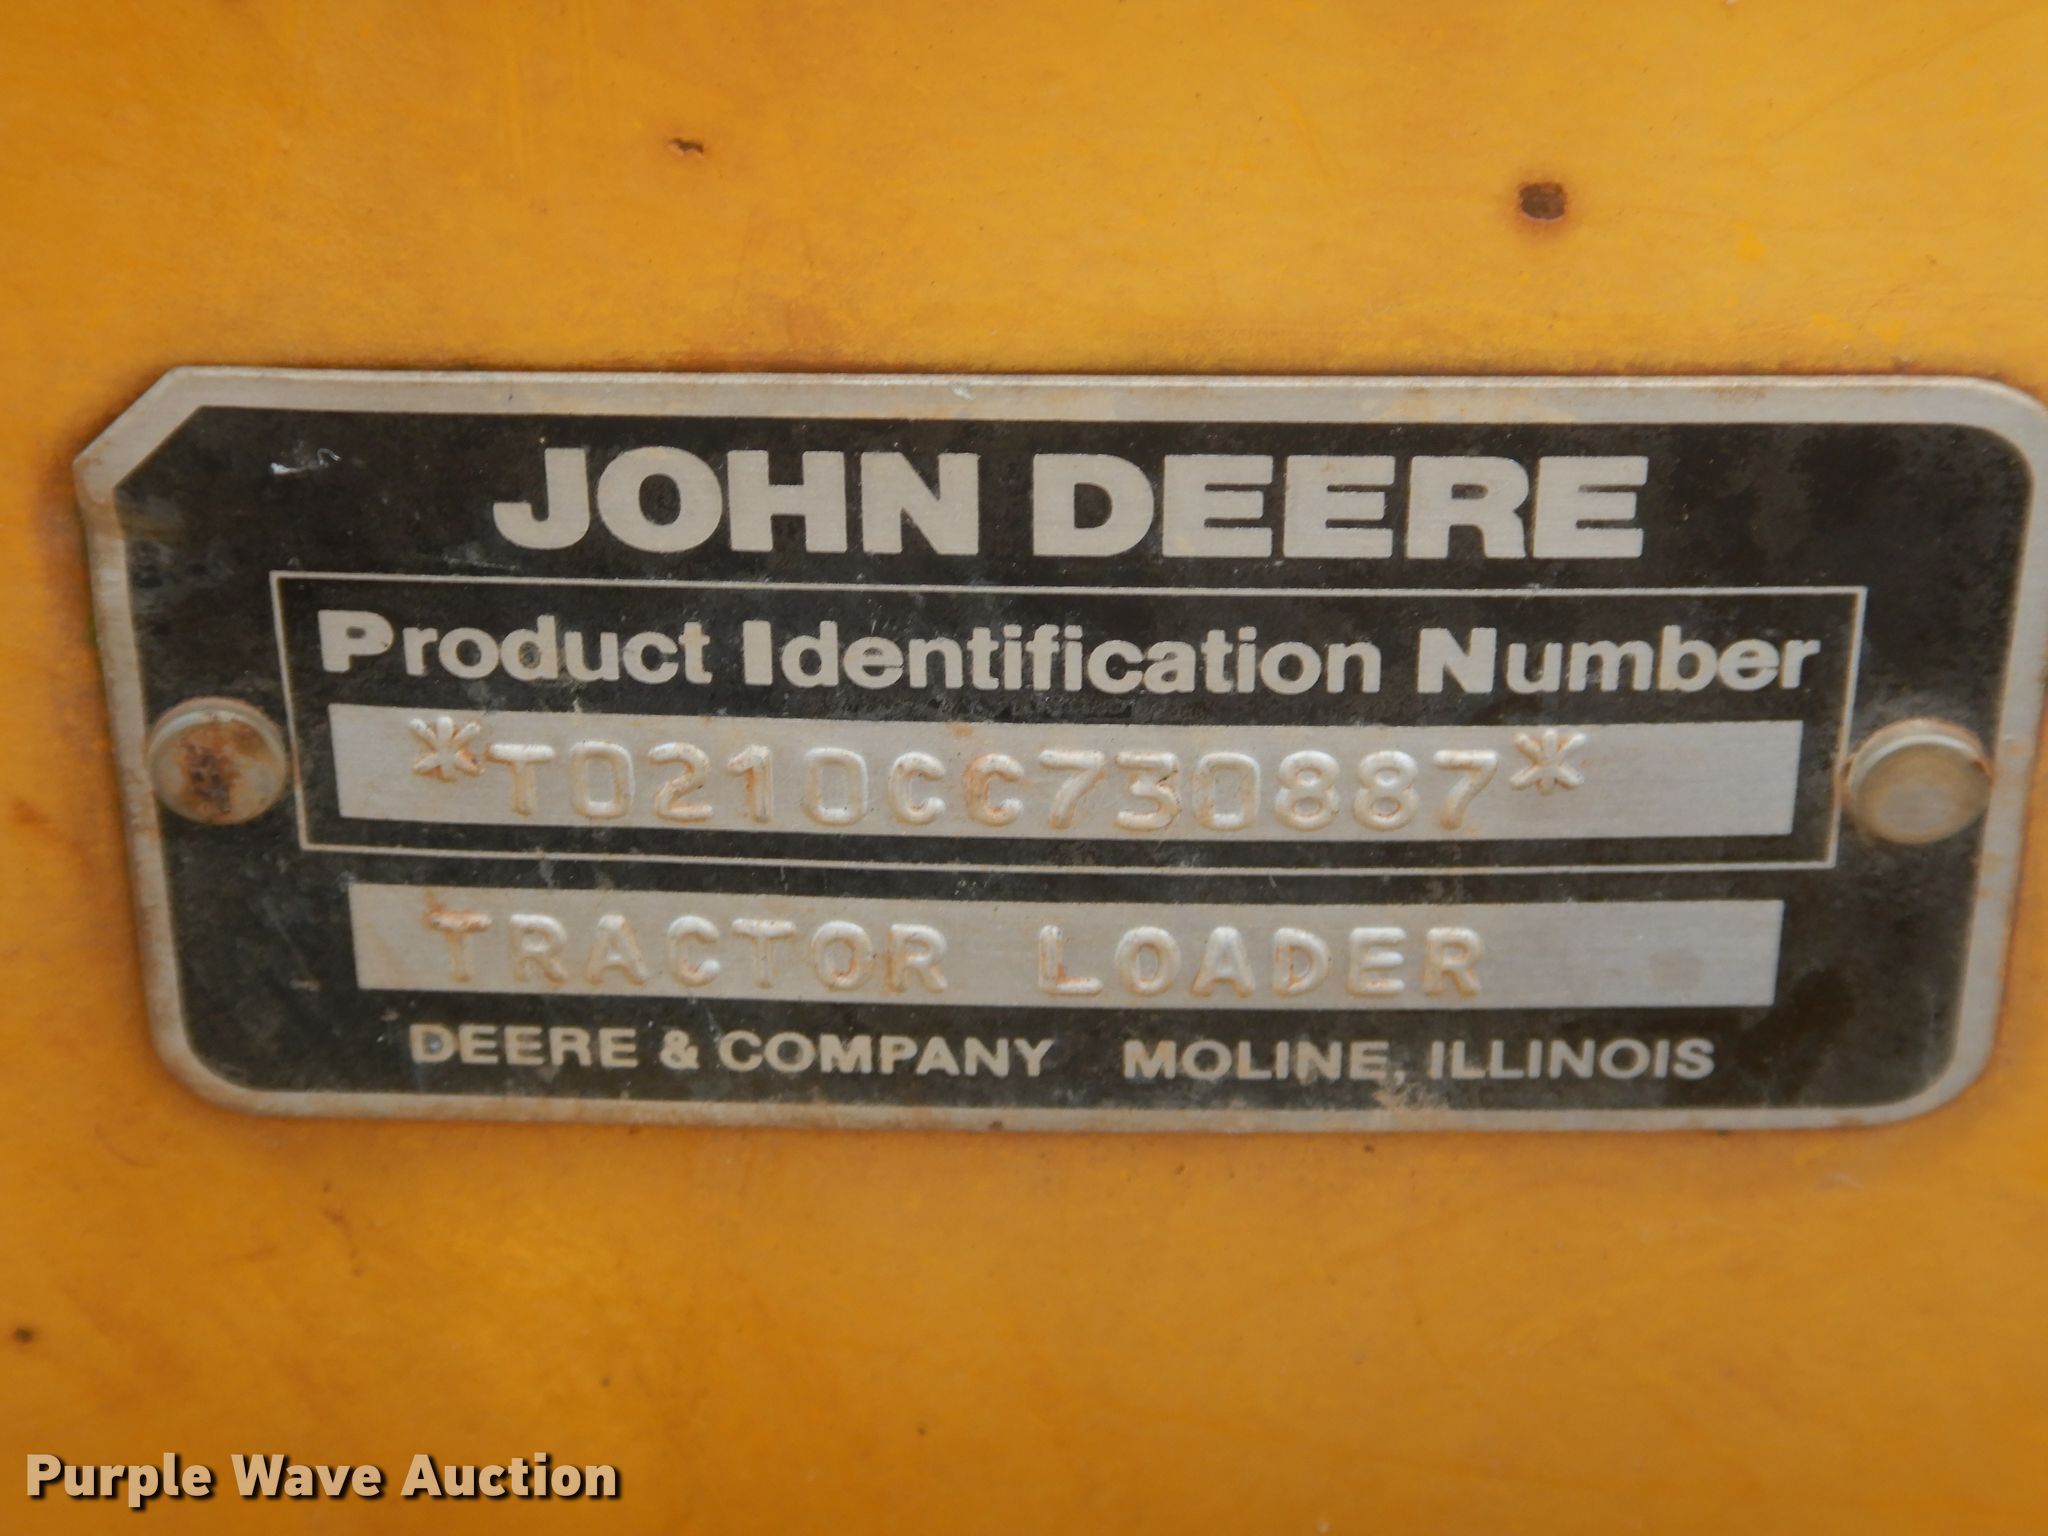 JOHN DEERE
Product Identification Number
*T0210CC730887*
TRACTOR LOADER
DEERE & COMPANY MOLINE, ILLINOIS
Purple Wave Auction